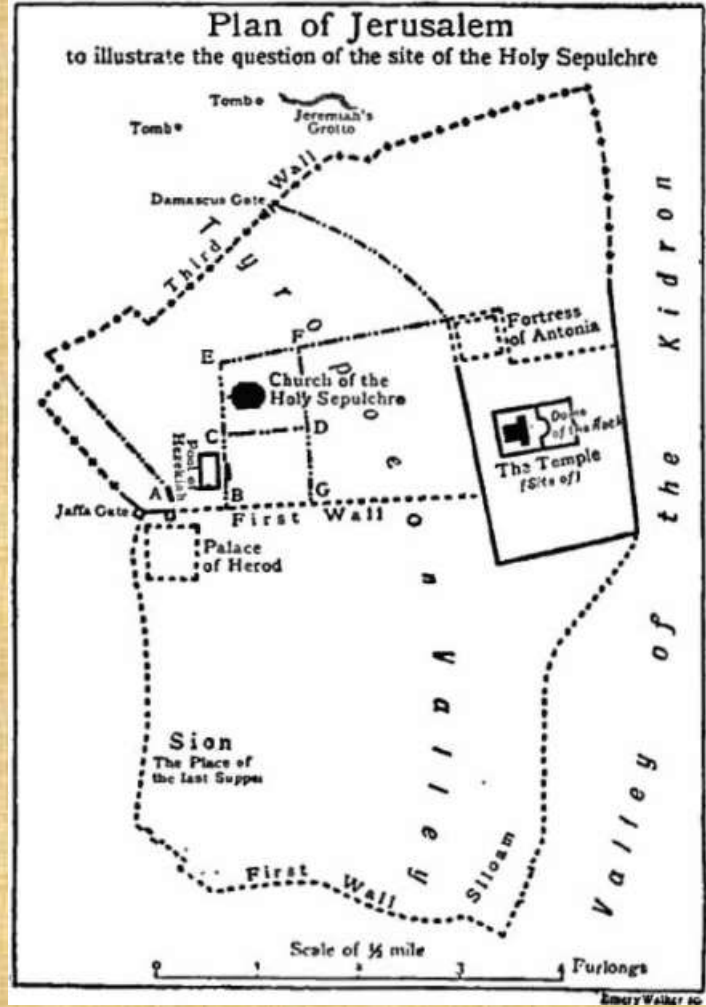 Plan of Jerusalem
to illustrate the question of the site of the Holy Sepulchre
Tomb
Jeremiah's
Grotto
Tomb
Damascus Gate
Third Wall
Tyropoeon Valley
Valley of the Kidron
Fortress
of Antonia
E
F
Church of the
Holy Sepulchre
C
D
Pool of
Hezekiah
Dome
of the Rock
The Temple
(Site of)
A
B
G
Jaffa Gate
First Wall
Palace
of Herod
Sion
The Place of
the last Supper
First Wall
Siloam
Scale of ½ mile
0 1 2 3 4 Furlongs
Emery Walker sc